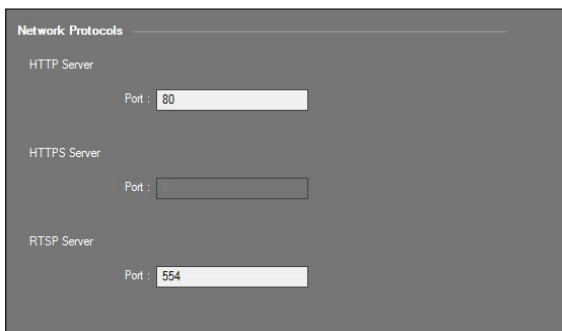 Network Protocols
HTTP Server
Port : 80
HTTPS Server
Port :
RTSP Server
Port : 554